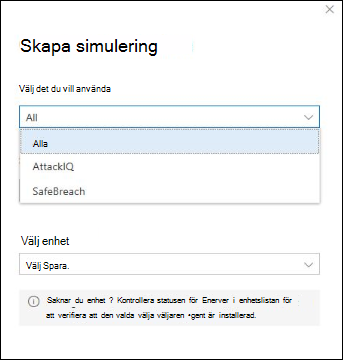 Skapa simulering
Välj det du vill använda
All
Alla
AttackIQ
SafeBreach
Välj enhet
Välj Spara.
Saknar du enhet ? Kontrollera statusen för Enerver i enhetslistan för
att verifiera att den valda välja väljaren •gent är installerad.